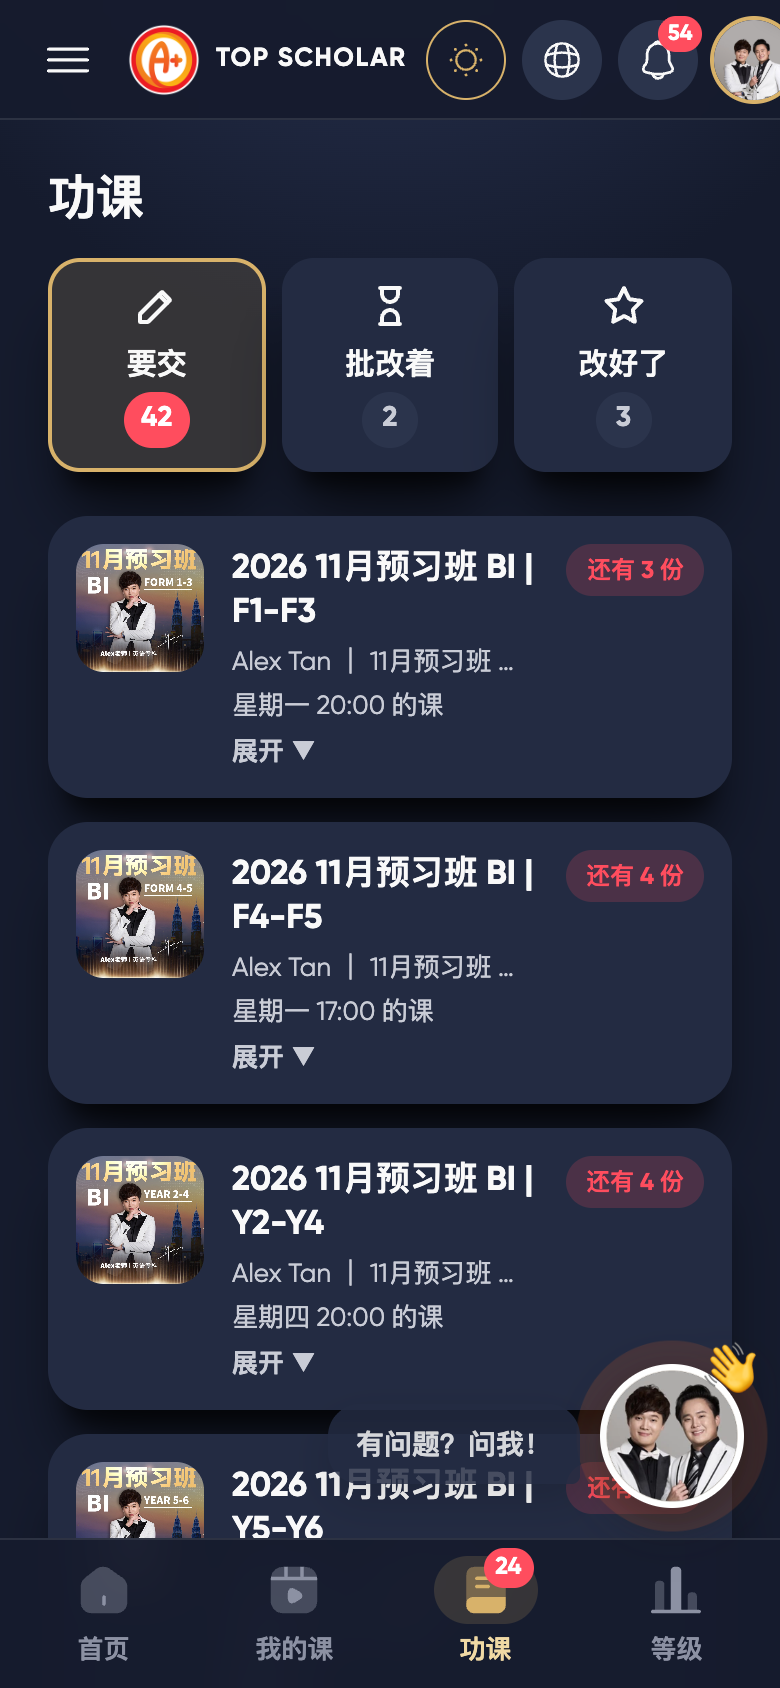 A+
TOP SCHOLAR
54
功课
要交
42
批改着
2
改好了
3
11月预习班
BI
FORM 1-3
2026 11月预习班 BI |
F1-F3
还有 3 份
Alex Tan | 11月预习班 ...
星期一 20:00 的课
展开 ▼
11月预习班
BI
FORM 4-5
2026 11月预习班 BI |
F4-F5
还有 4 份
Alex Tan | 11月预习班 ...
星期一 17:00 的课
展开 ▼
11月预习班
BI
YEAR 2-4
2026 11月预习班 BI |
Y2-Y4
还有 4 份
Alex Tan | 11月预习班 ...
星期四 20:00 的课
展开 ▼
有问题？问我！
11月预习班
BI
YEAR 5-6
2026 11月预习班 BI |
Y5-Y6
还
24
首页
我的课
功课
等级